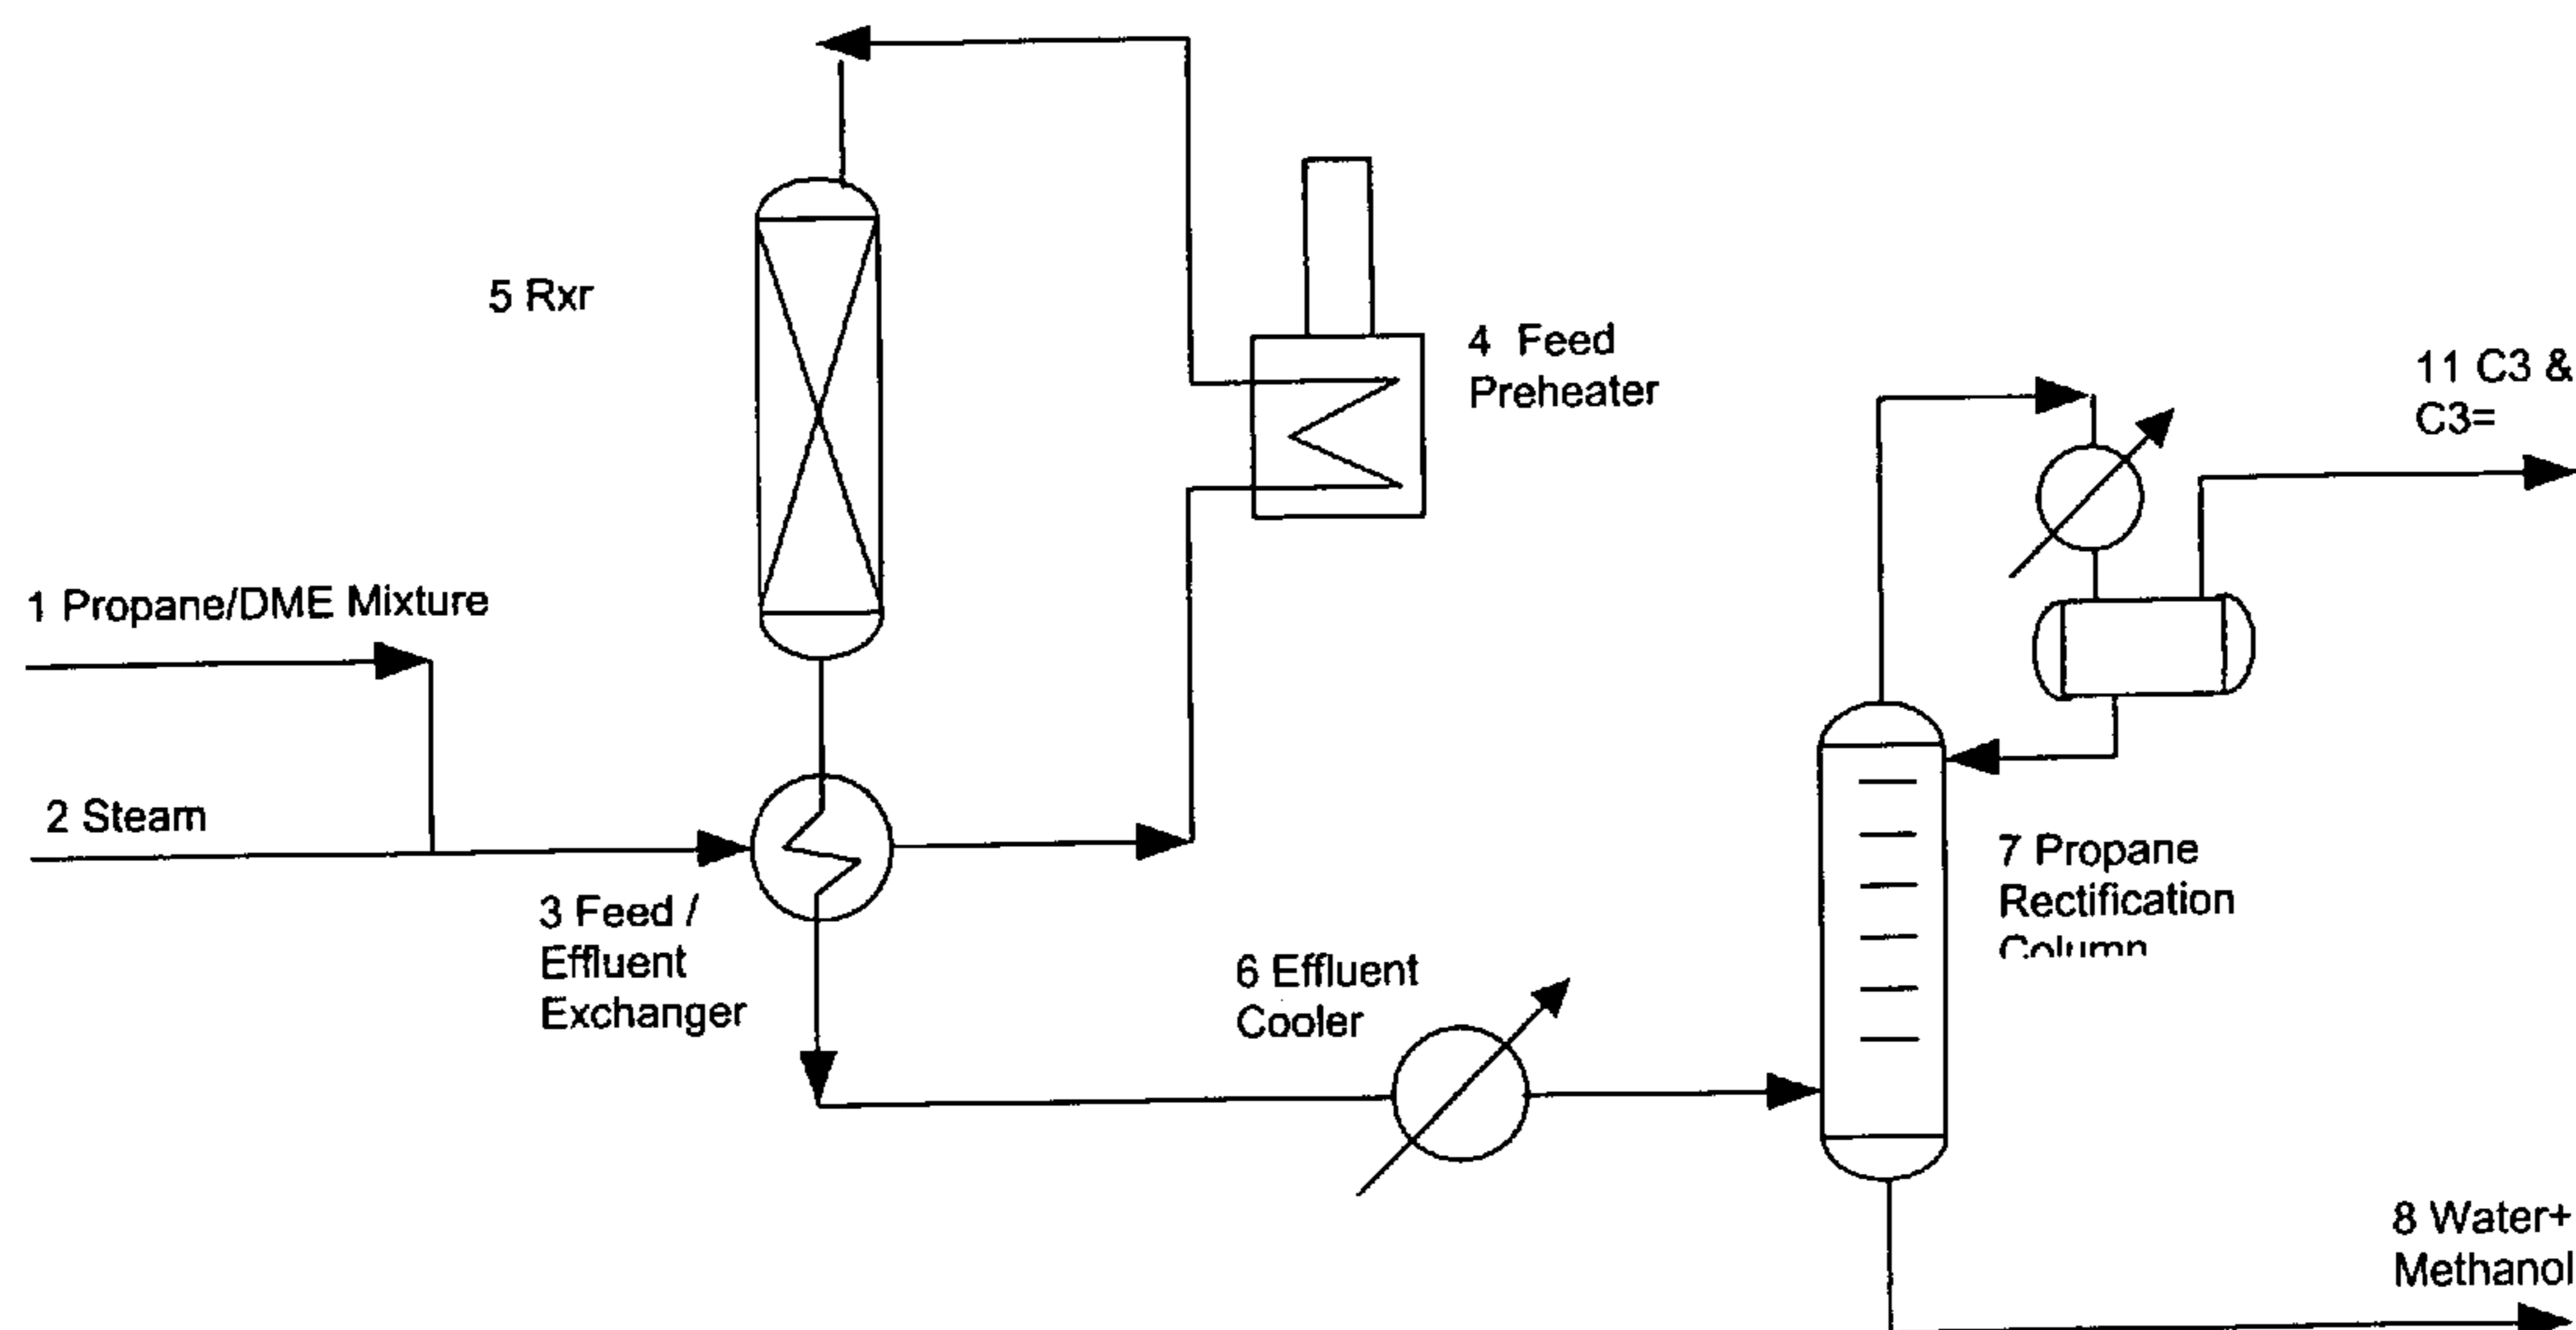 5 Rxr
4 Feed
Preheater
11 C3 &
C3=
1 Propane/DME Mixture
2 Steam
3 Feed /
Effluent
Exchanger
6 Effluent
Cooler
7 Propane
Rectification
Column
8 Water+
Methanol